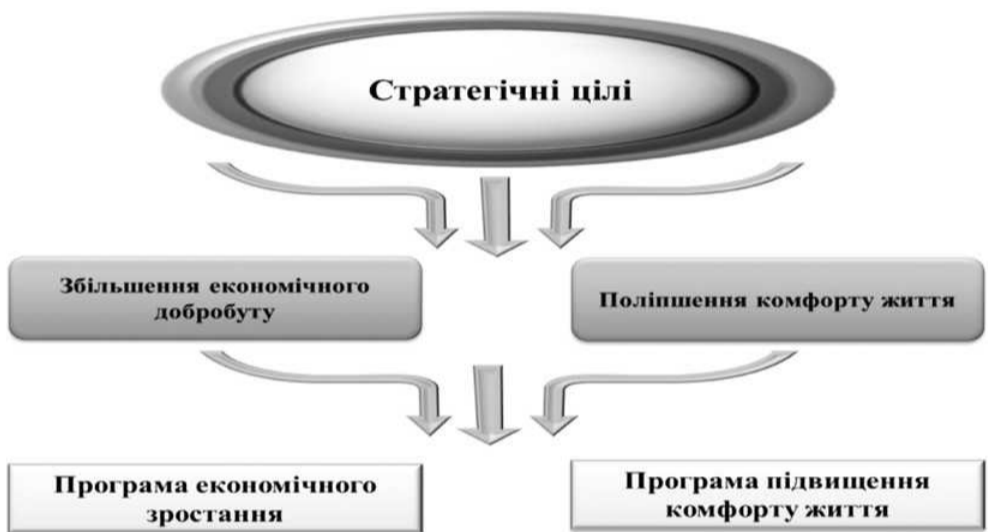 Стратегічні цілі
Збільшення економічного
добробуту
Поліпшення комфорту життя
Програма економічного
зростання
Програма підвищення
комфорту життя